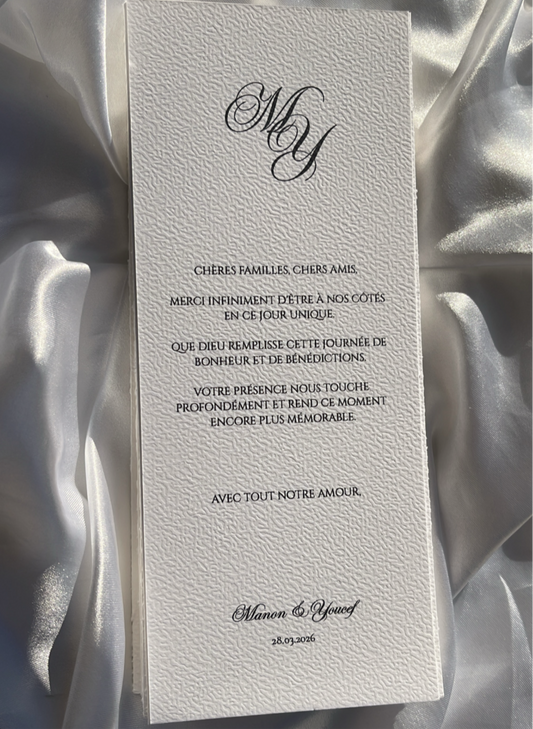 MY
CHÈRES FAMILLES, CHERS AMIS,
MERCI INFINIMENT D'ÊTRE À NOS CÔTÉS
EN CE JOUR UNIQUE.
QUE DIEU REMPLISSE CETTE JOURNÉE DE
BONHEUR ET DE BÉNÉDICTIONS.
VOTRE PRÉSENCE NOUS TOUCHE
PROFONDÉMENT ET REND CE MOMENT
ENCORE PLUS MÉMORABLE.
AVEC TOUT NOTRE AMOUR,
Manon & Youcef
28.03.2026